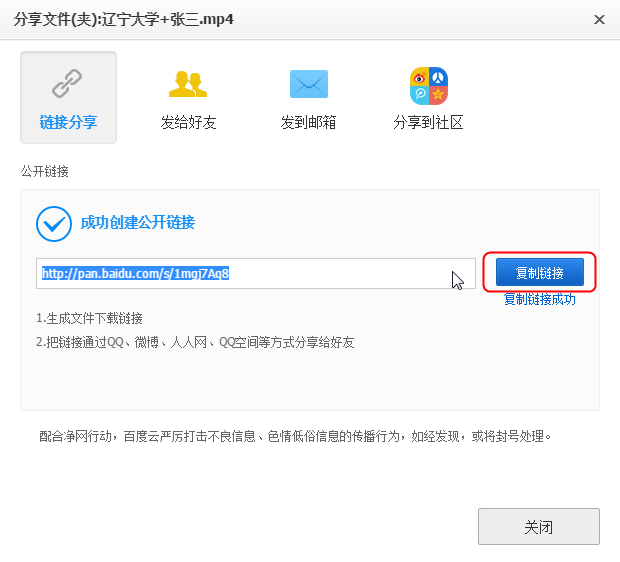 分享文件(夹):辽宁大学+张三.mp4
链接分享
发给好友
发到邮箱
分享到社区
公开链接
成功创建公开链接
http://pan.baidu.com/s/1mgj7Aq8
复制链接
复制链接成功
1.生成文件下载链接
2.把链接通过QQ、微博、人人网、QQ空间等方式分享给好友
配合净网行动，百度云严厉打击不良信息、色情低俗信息的传播行为，如经发现，或将封号处理。
关闭